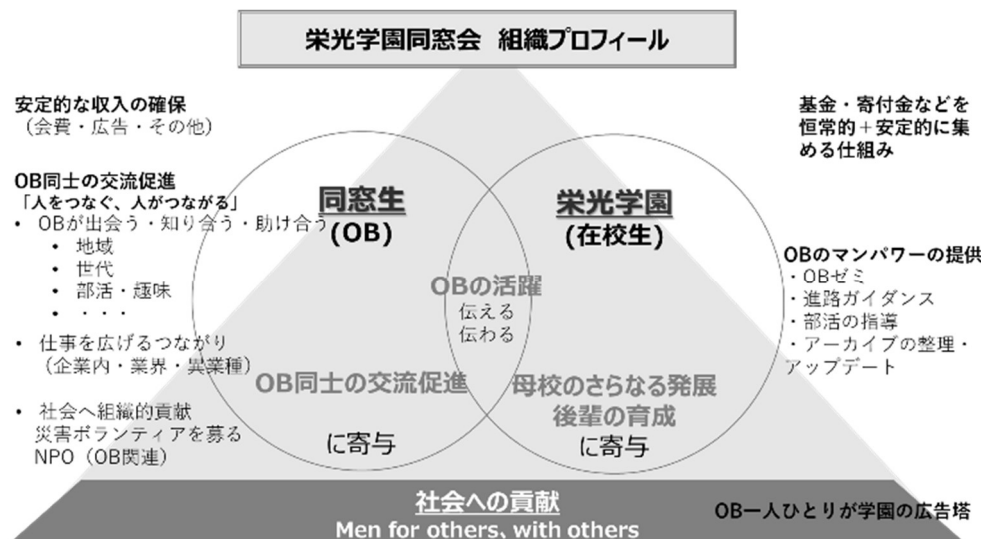 栄光学園同窓会 組織プロフィール
安定的な収入の確保
(会費・広告・その他)
OB同士の交流促進
「人をつなぐ、人がつながる」
• OBが出会う・知り合う・助け合う
• 地域
• 世代
• 部活・趣味
• ・・・
• 仕事を広げるつながり
(企業内・業界・異業種)
• 社会へ組織的貢献
災害ボランティアを募る
NPO(OB関連)
同窓生
(OB)
OB同士の交流促進
に寄与
OBの活躍
伝える
伝わる
栄光学園
(在校生)
母校のさらなる発展
後輩の育成
に寄与
基金・寄付金などを
恒常的+安定的に集
める仕組み
OBのマンパワーの提供
・OBゼミ
・進路ガイダンス
・部活の指導
・アーカイブの整理・
アップデート
社会への貢献
Men for others、with others
OB一人ひとりが学園の広告塔